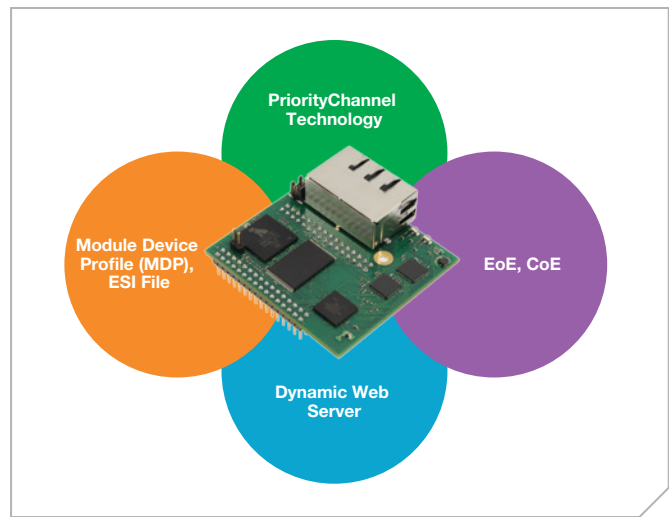 PriorityChannel
Technology
Module Device
Profile (MDP),
ESI File
EoE, CoE
Dynamic Web
Server